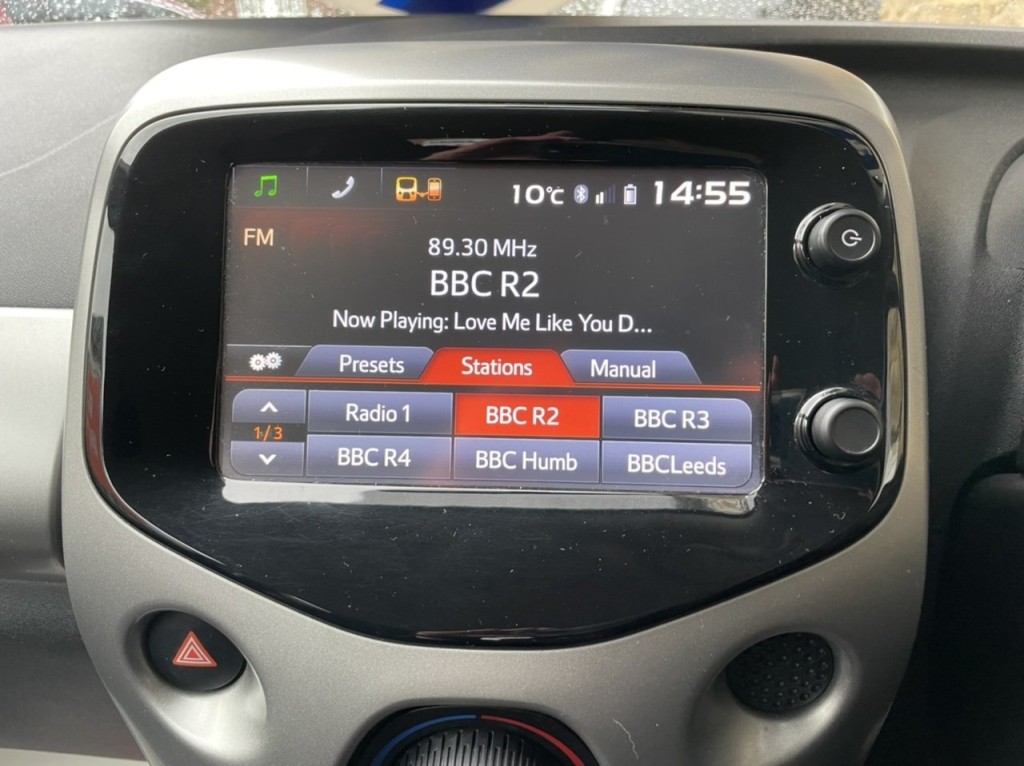 10°C 14:55
FM
89.30 MHz
BBC R2
Now Playing: Love Me Like You D...
Presets Stations Manual
Radio 1 BBC R2 BBC R3
1/3
BBC R4 BBC Humb BBCLeeds